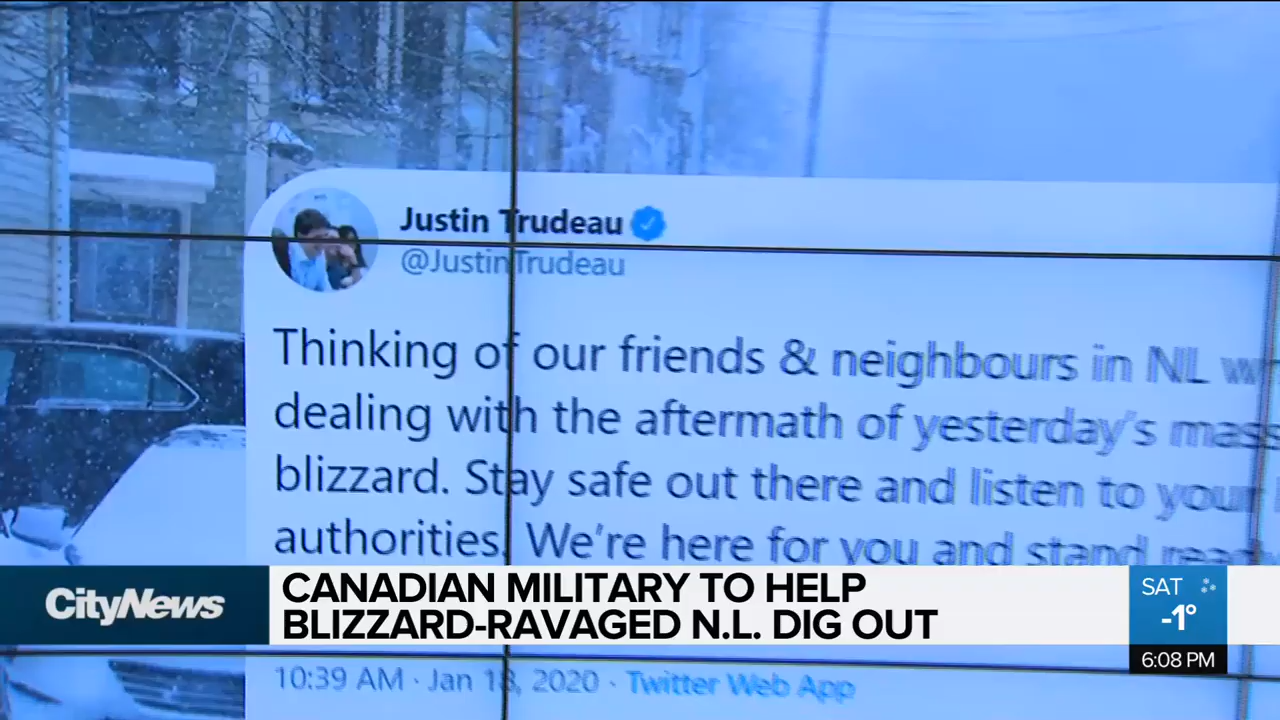 Justin Trudeau
@JustinTrudeau
Thinking of our friends & neighbours in NL
dealing with the aftermath of yesterday's
blizzard. Stay safe out there and listen to your
authorities. We're here for you and stand
CityNews
CANADIAN MILITARY TO HELP
BLIZZARD-RAVAGED N.L. DIG OUT
SAT
-1°
6:08 PM
10:39 AM · Jan 18, 2020 · Twitter Web App